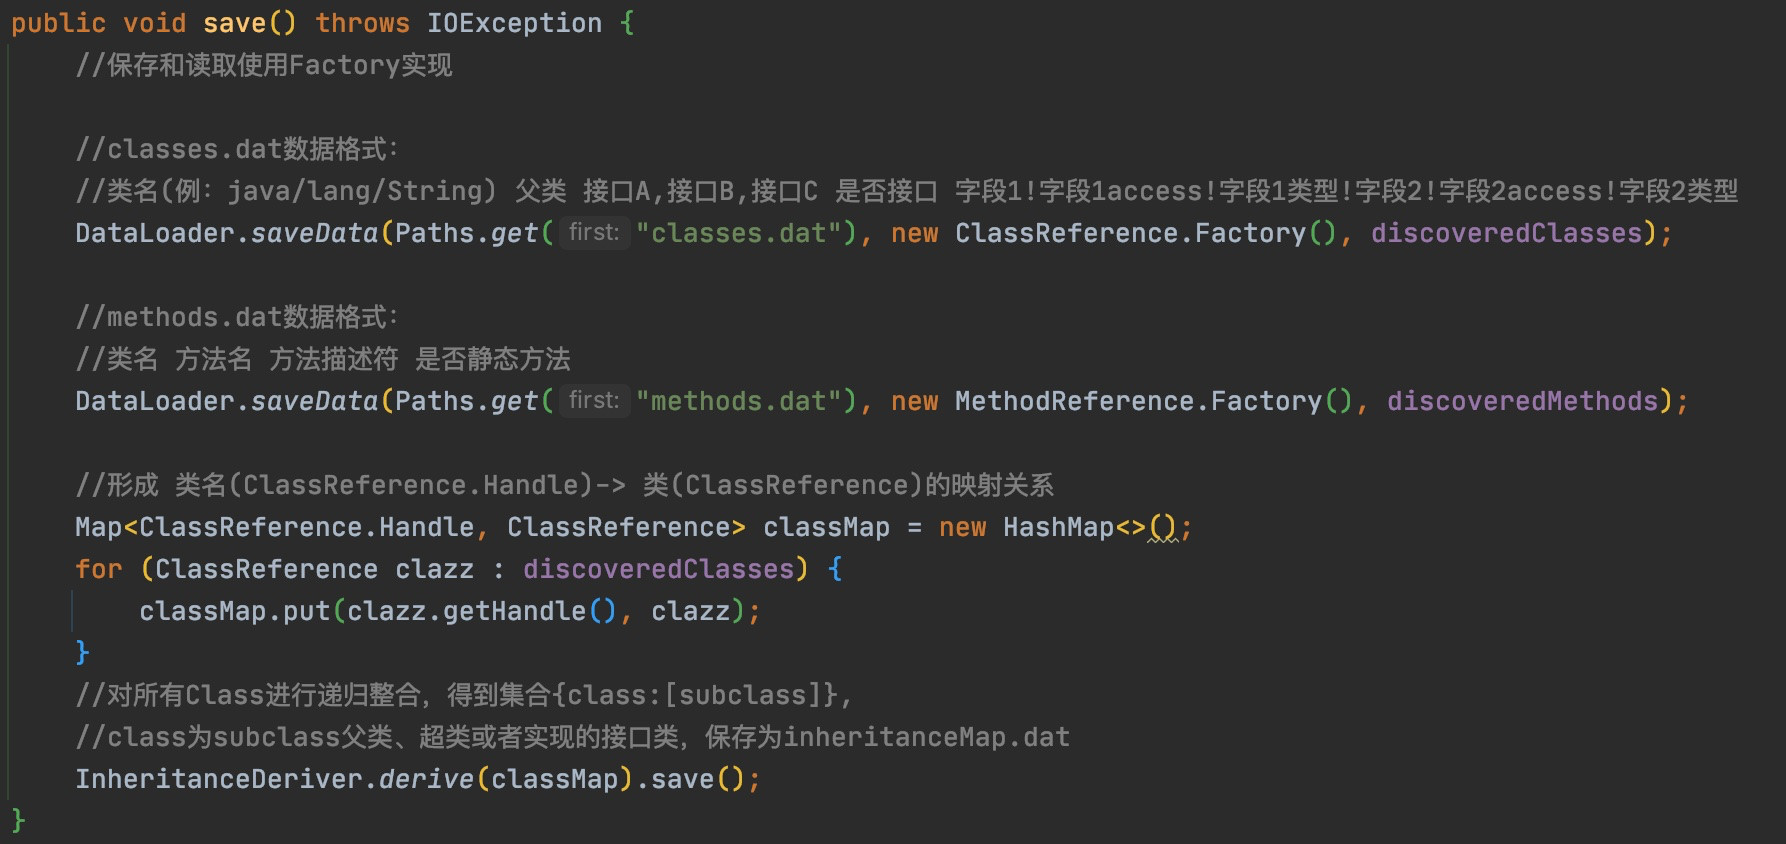 public void save() throws IOException {
//保存和读取使用Factory实现
//classes.dat数据格式:
//类名(例: java/lang/String) 父类 接口A,接口B,接口C 是否接口 字段1!字段1access!字段1类型!字段2!字段2access!字段2类型
DataLoader.saveData(Paths.get( first: "classes.dat"), new ClassReference.Factory(), discoveredClasses);
//methods.dat数据格式:
//类名 方法名 方法描述符 是否静态方法
DataLoader.saveData(Paths.get( first: "methods.dat"), new MethodReference.Factory(), discoveredMethods);
//形成 类名(ClassReference.Handle)-> 类(ClassReference)的映射关系
Map<ClassReference.Handle, ClassReference> classMap = new HashMap<>();
for (ClassReference clazz : discoveredClasses) {
classMap.put(clazz.getHandle(), clazz);
}
//对所有Class进行递归整合，得到集合{class:[subclass]},
//class为subclass父类、超类或者实现的接口类，保存为inheritanceMap.dat
InheritanceDeriver.derive(classMap).save();
}